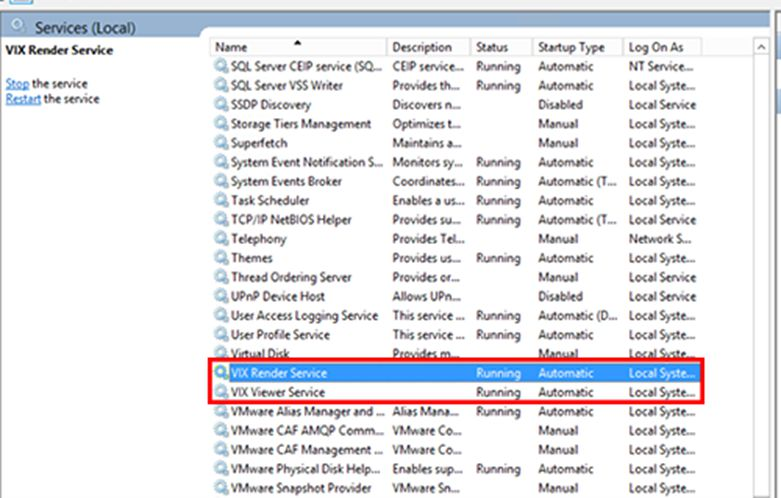 Services (Local)
VIX Render Service
Stop the service
Restart the service
Name Description Status Startup Type Log On As
SQL Server CEIP service (SQ... CEIP service... Running Automatic NT Service...
SQL Server VSS Writer Provides th... Running Automatic Local Syste...
SSDP Discovery Discovers n... Disabled Local Service
Storage Tiers Management Optimizes t... Manual Local Syste...
Superfetch Maintains a... Manual Local Syste...
System Event Notification S... Monitors sy... Running Automatic Local Syste...
System Events Broker Coordinates... Running Automatic (T... Local Syste...
Task Scheduler Enables a us... Running Automatic Local Syste...
TCP/IP NetBIOS Helper Provides su... Running Automatic (T... Local Service
Telephony Provides Tel... Manual Network S...
Themes Provides us... Running Automatic Local Syste...
Thread Ordering Server Provides or... Manual Local Service
UPnP Device Host Allows UPn... Disabled Local Service
User Access Logging Service This service ... Running Automatic (D... Local Syste...
User Profile Service This service ... Running Automatic Local Syste...
Virtual Disk Provides m... Manual Local Syste...
VIX Render Service Running Automatic Local Syste...
VIX Viewer Service Running Automatic Local Syste...
VMware Alias Manager and ... Alias Mana... Running Automatic Local Syste...
VMware CAF AMQP Comm... VMware Co... Manual Local Syste...
VMware CAF Management ... VMware Co... Manual Local Syste...
VMware Physical Disk Help... Enables sup... Running Automatic Local Syste...
VMware Snapshot Provider VMware Sn... Manual Local Syste...